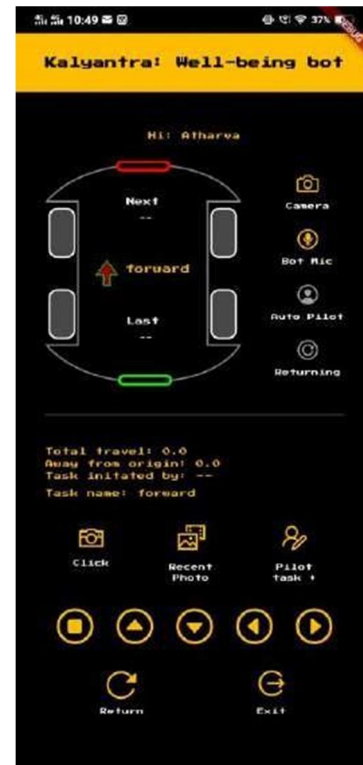 10:49
37%
DEBUG
Kalyantra: Well-being bot
Hi: Atharva
Next
--
Camera
forward
Bot Mic
Last
--
Auto Pilot
Returning
Total travel: 0.0
Away from origin: 0.0
Task initated by: --
Task name: forward
Click
Recent
Photo
Pilot
task +
Return
Exit